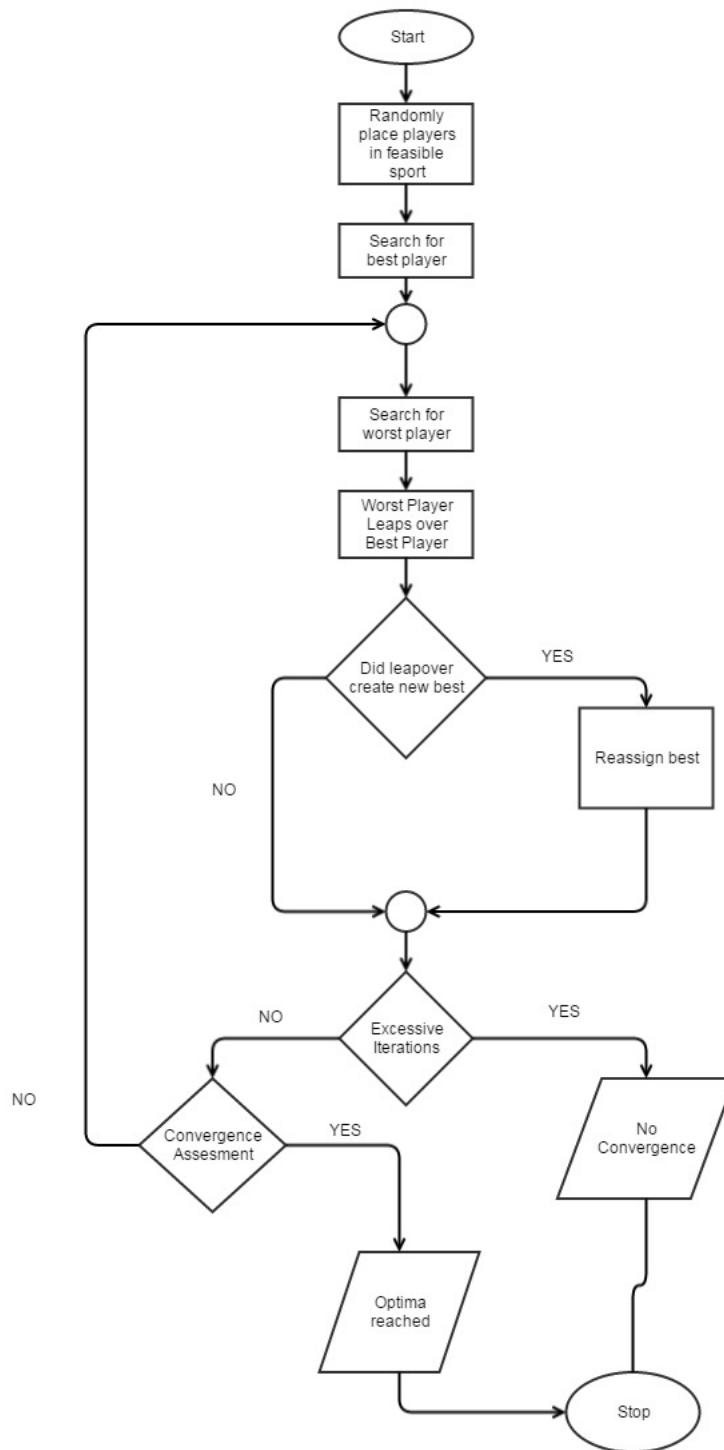 Start
Randomly
place players
in feasible
sport
Search for
best player
Search for
worst player
Worst Player
Leaps over
Best Player
Did leapover
create new best
YES
Reassign best
NO
Excessive
Iterations
NO
YES
NO
Convergence
Assesment
YES
No
Convergence
Optima
reached
Stop